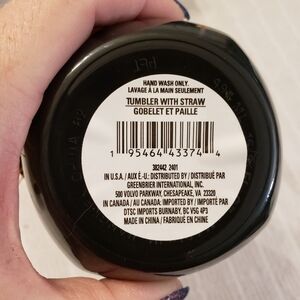 HAND WASH ONLY.
LAVAGE À LA MAIN SEULEMENT
TUMBLER WITH STRAW
GOBELET ET PAILLE
1 95464 43374 4
302442 2401
IN U.S.A. / AUX É.-U.: DISTRIBUTED BY / DISTRIBUÉ PAR
GREENBRIER INTERNATIONAL, INC.
500 VOLVO PARKWAY, CHESAPEAKE, VA 23320
IN CANADA / AU CANADA: IMPORTED BY / IMPORTÉ PAR
DTSC IMPORTS BURNABY, BC V5G 4P3
MADE IN CHINA / FABRIQUÉ EN CHINE